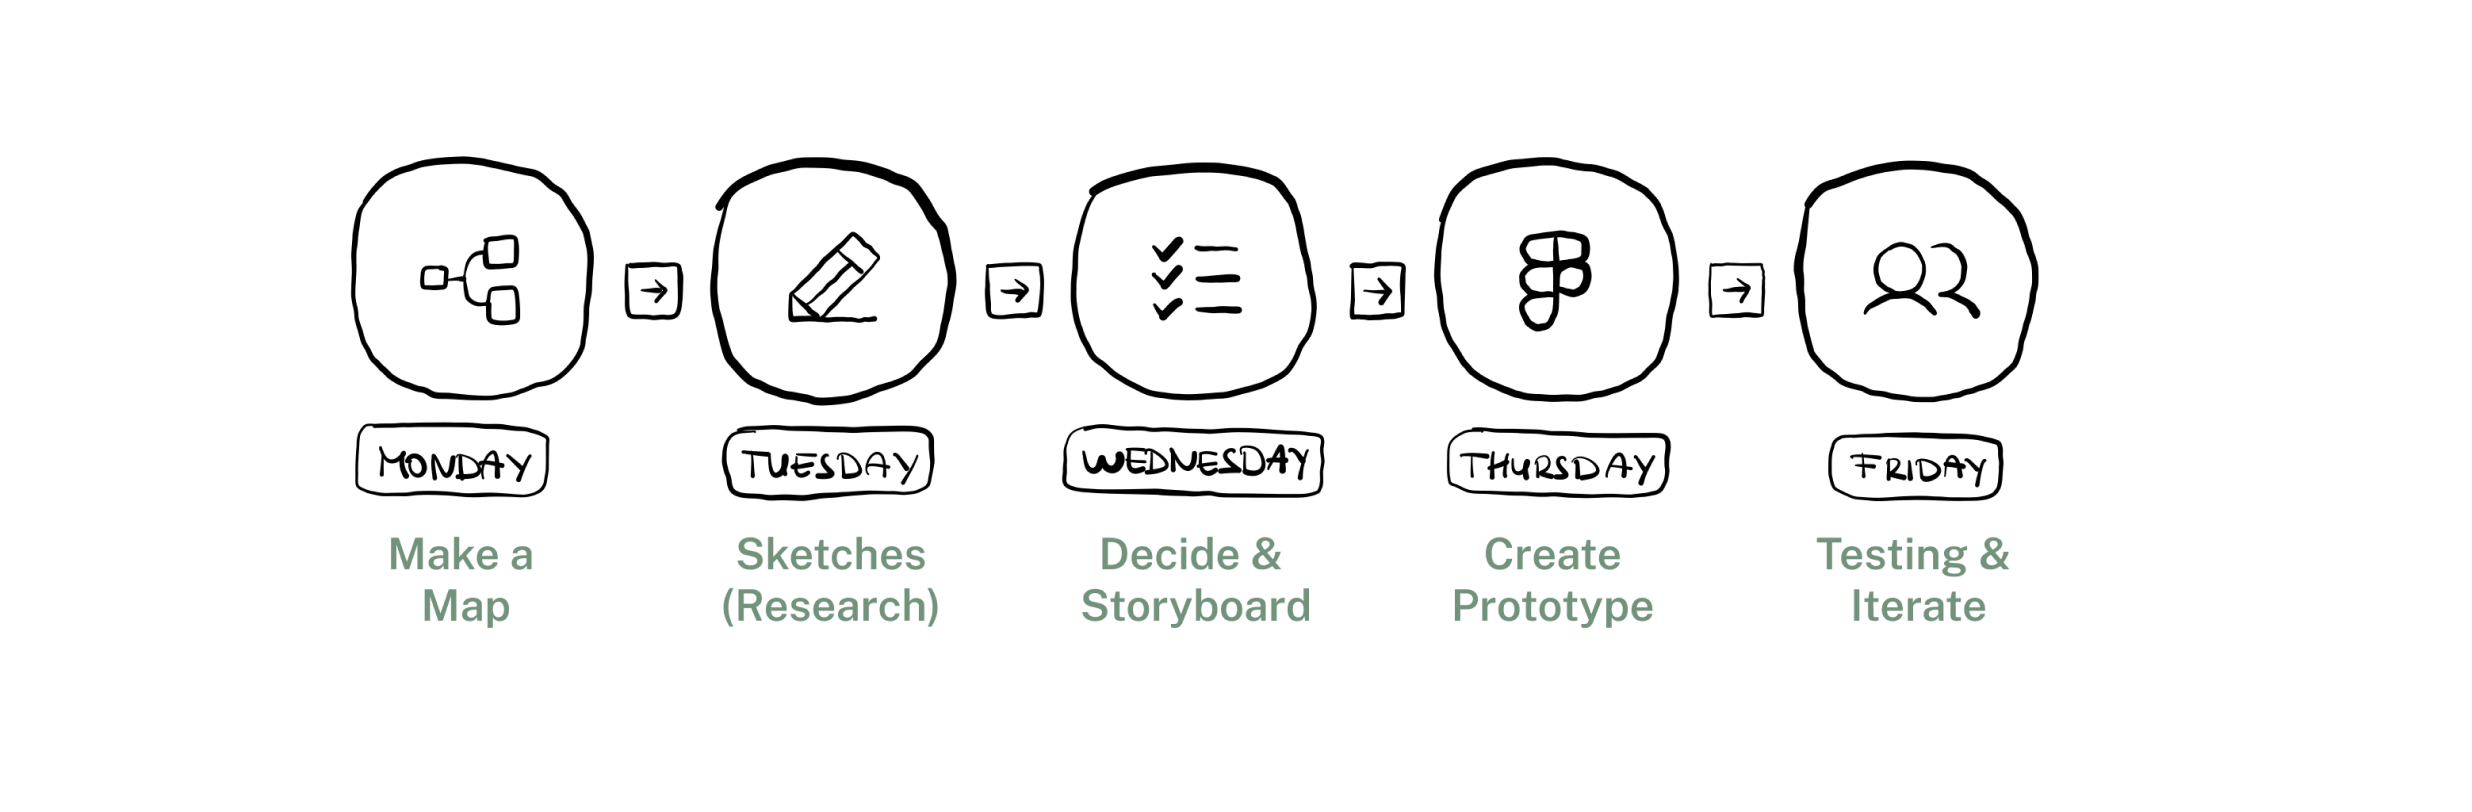 MONDAY
TUESDAY
WEDNESDAY
THURSDAY
FRIDAY
Make a
Map
Sketches
(Research)
Decide &
Storyboard
Create
Prototype
Testing &
Iterate